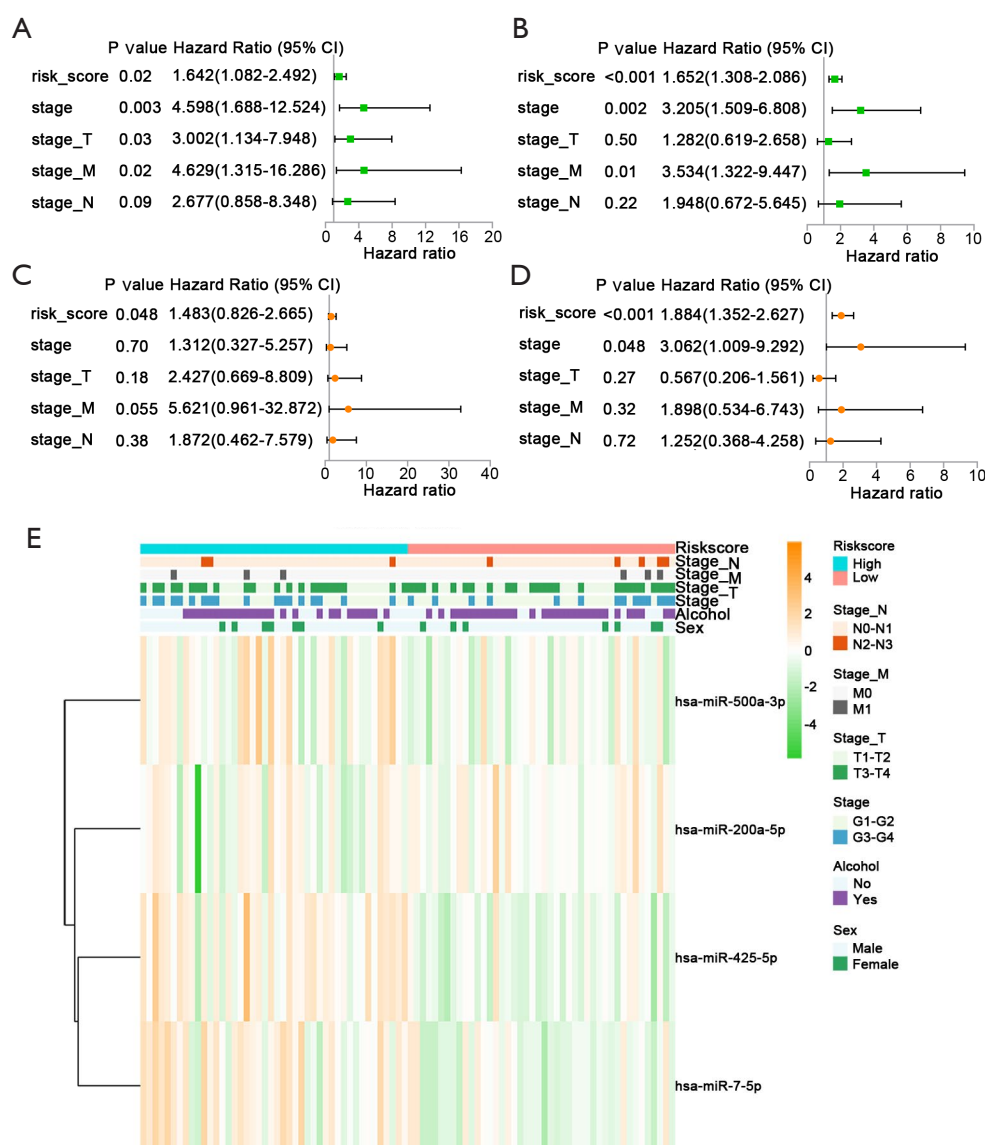 A
P value Hazard Ratio (95% CI)
risk_score 0.02 1.642(1.082-2.492)
stage 0.003 4.598(1.688-12.524)
stage_T 0.03 3.002(1.134-7.948)
stage_M 0.02 4.629(1.315-16.286)
stage_N 0.09 2.677(0.858-8.348)
0 4 8 12 16 20
Hazard ratio
B
P value Hazard Ratio (95% CI)
risk_score <0.001 1.652(1.308-2.086)
stage 0.002 3.205(1.509-6.808)
stage_T 0.50 1.282(0.619-2.658)
stage_M 0.01 3.534(1.322-9.447)
stage_N 0.22 1.948(0.672-5.645)
0 2 4 6 8 10
Hazard ratio
C
P value Hazard Ratio (95% CI)
risk_score 0.048 1.483(0.826-2.665)
stage 0.70 1.312(0.327-5.257)
stage_T 0.18 2.427(0.669-8.809)
stage_M 0.055 5.621(0.961-32.872)
stage_N 0.38 1.872(0.462-7.579)
0 10 20 30 40
Hazard ratio
D
P value Hazard Ratio (95% CI)
risk_score <0.001 1.884(1.352-2.627)
stage 0.048 3.062(1.009-9.292)
stage_T 0.27 0.567(0.206-1.561)
stage_M 0.32 1.898(0.534-6.743)
stage_N 0.72 1.252(0.368-4.258)
0 2 4 6 8 10
Hazard ratio
E
Riskscore
Stage_N
Stage_M
Stage_T
Stage
Alcohol
Sex
hsa-miR-500a-3p
hsa-miR-200a-5p
hsa-miR-425-5p
hsa-miR-7-5p
4
2
0
-2
-4
Riskscore
High
Low
Stage_N
N0-N1
N2-N3
Stage_M
M0
M1
Stage_T
T1-T2
T3-T4
Stage
G1-G2
G3-G4
Alcohol
No
Yes
Sex
Male
Female